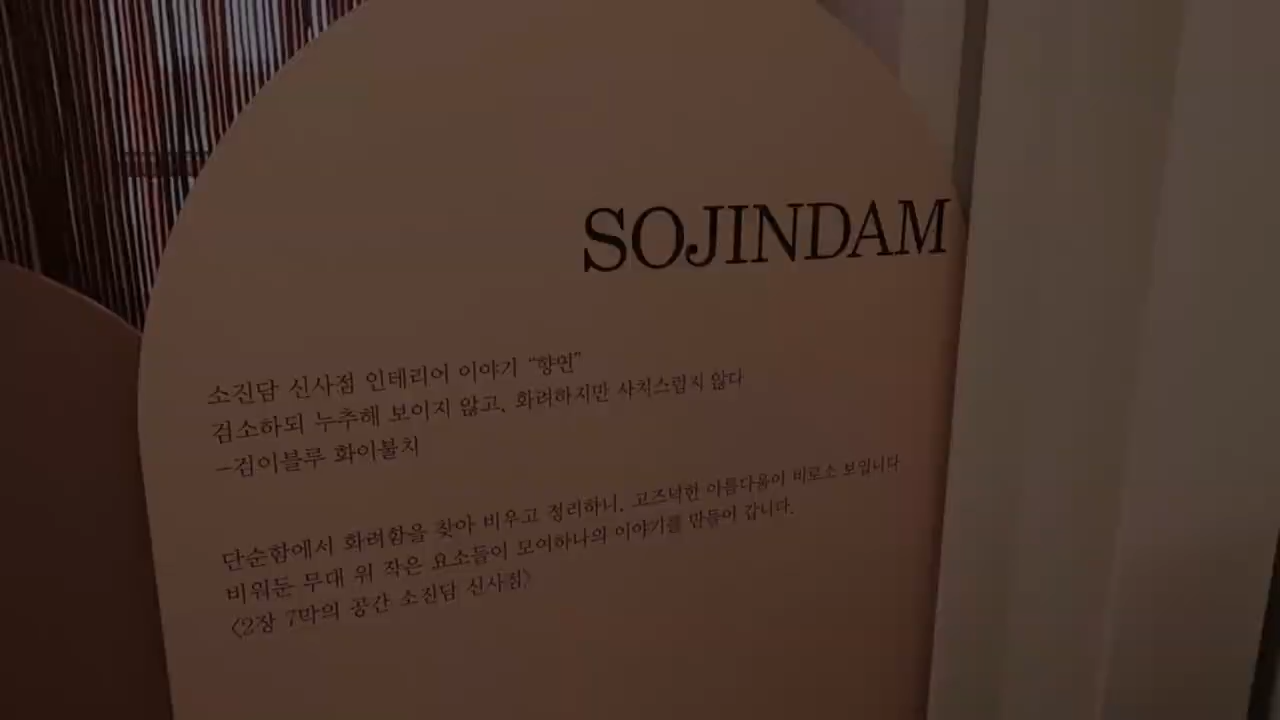 SOJINDAM
소진담 신사점 인테리어 이야기 “향연”
검소하되 누추해 보이지 않고, 화려하지만 사치스럽지 않다
-검이블루 화이불치
단순함에서 화려함을 찾아 비우고 정리하니, 고즈넉한 아름다움이 비로소 보입니다
비워둔 무대 위 작은 요소들이 모여하나의 이야기를 만들어 갑니다.
<2장 7막의 공간 소진담 신사점>